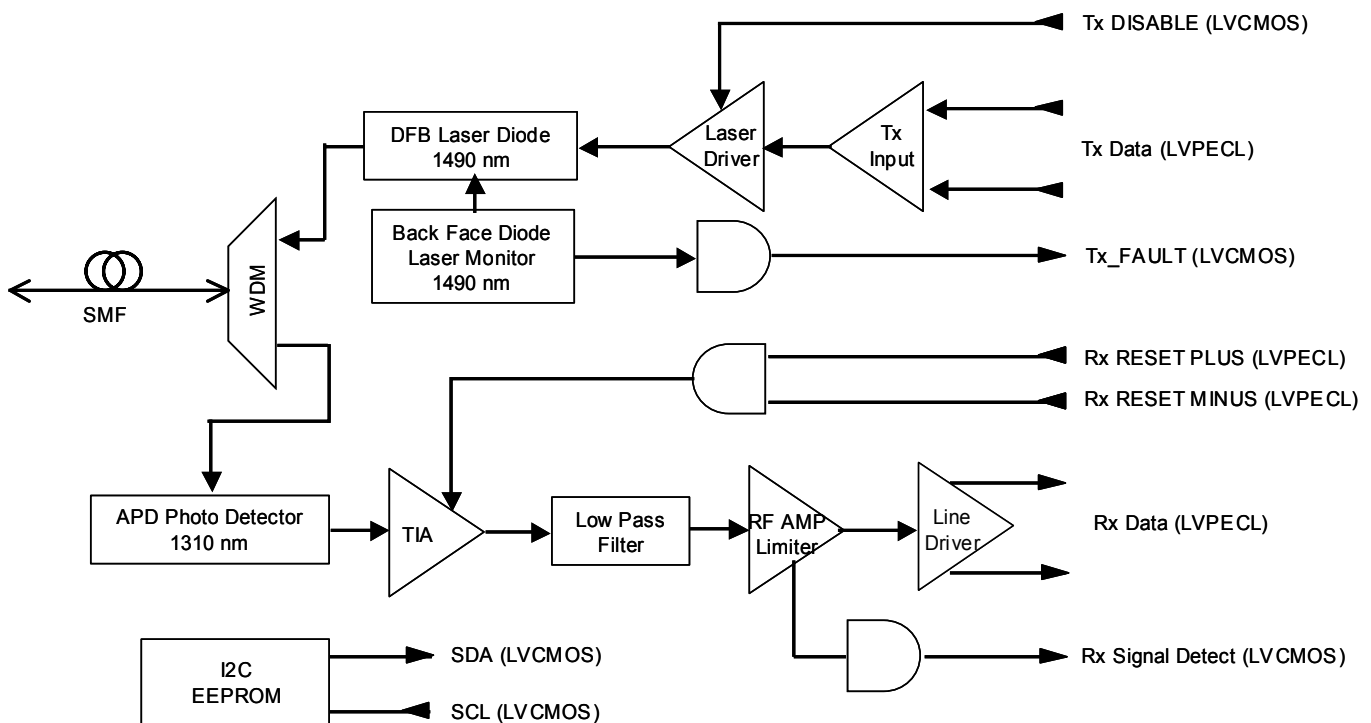 Tx DISABLE (LVCMOS)
DFB Laser Diode
1490 nm
Laser
Driver
Tx
Input
Tx Data (LVPECL)
Back Face Diode
Laser Monitor
1490 nm
Tx_FAULT (LVCMOS)
SMF
WDM
Rx RESET PLUS (LVPECL)
Rx RESET MINUS (LVPECL)
APD Photo Detector
1310 nm
TIA
Low Pass
Filter
RF AMP
Limiter
Line
Driver
Rx Data (LVPECL)
I2C
EEPROM
SDA (LVCMOS)
SCL (LVCMOS)
Rx Signal Detect (LVCMOS)